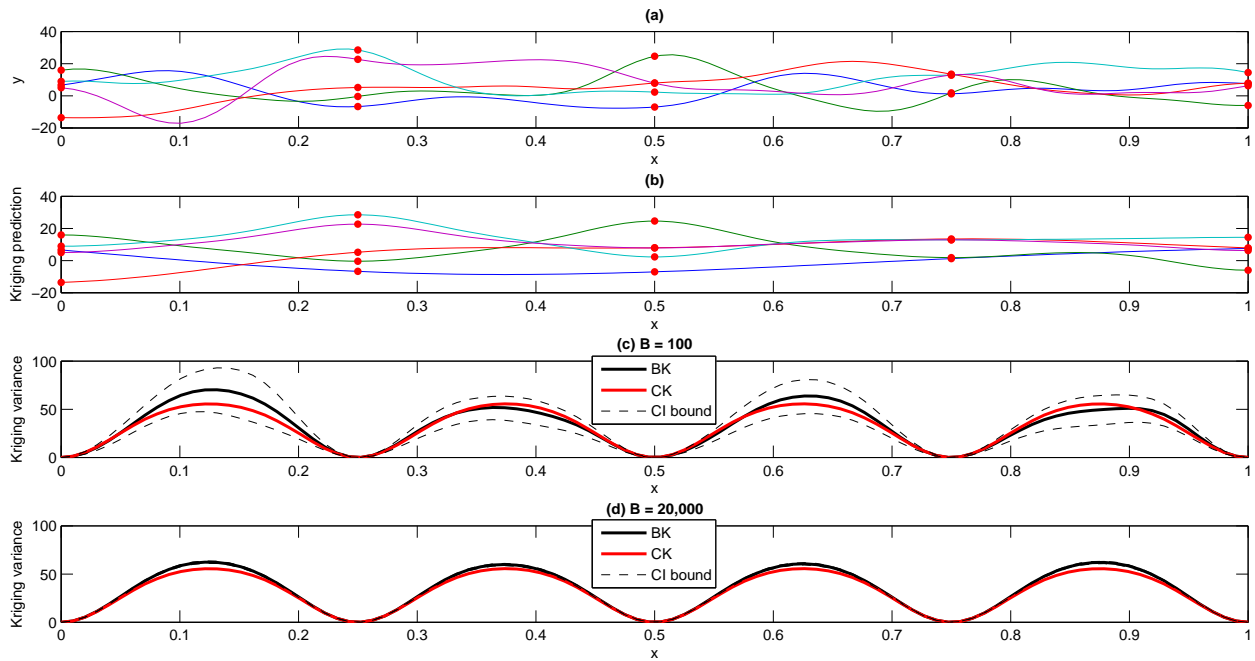 (a)
40
20
0
−20
y
0 0.1 0.2 0.3 0.4 0.5 0.6 0.7 0.8 0.9 1
x
(b)
40
20
0
−20
Kriging prediction
0 0.1 0.2 0.3 0.4 0.5 0.6 0.7 0.8 0.9 1
x
(c) B = 100
100
50
0
Kriging variance
BK
CK
CI bound
0 0.1 0.2 0.3 0.4 0.5 0.6 0.7 0.8 0.9 1
x
(d) B = 20,000
100
50
0
Kriging variance
BK
CK
CI bound
0 0.1 0.2 0.3 0.4 0.5 0.6 0.7 0.8 0.9 1
x